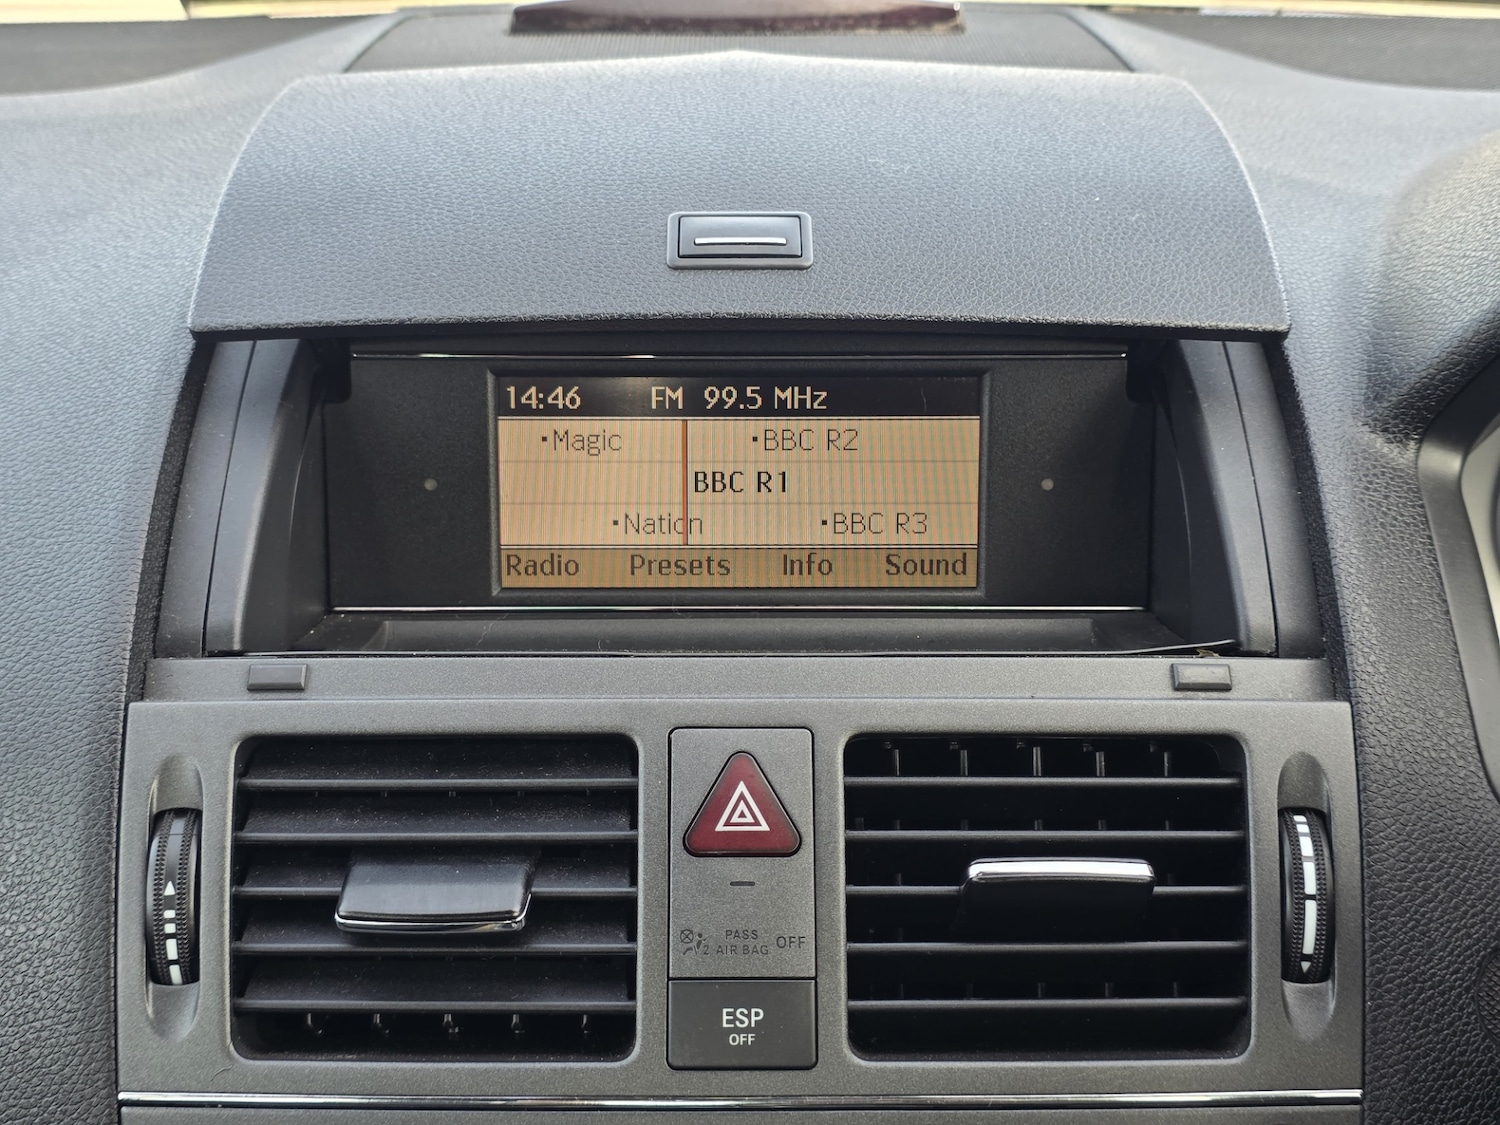 14:46 FM 99.5 MHz
·Magic ·BBC R2
BBC R1
·Nation ·BBC R3
Radio Presets Info Sound
PASS
2 AIR BAG OFF
ESP
OFF